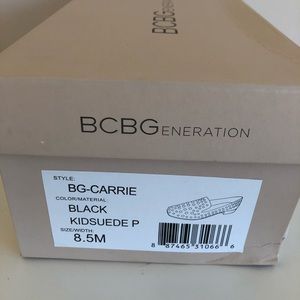 BCBGENERATION
BCBGENERATION
STYLE:
BG-CARRIE
COLOR/MATERIAL:
BLACK
KIDSUEDE P
SIZE/WIDTH:
8.5M
8 87465 31066 6